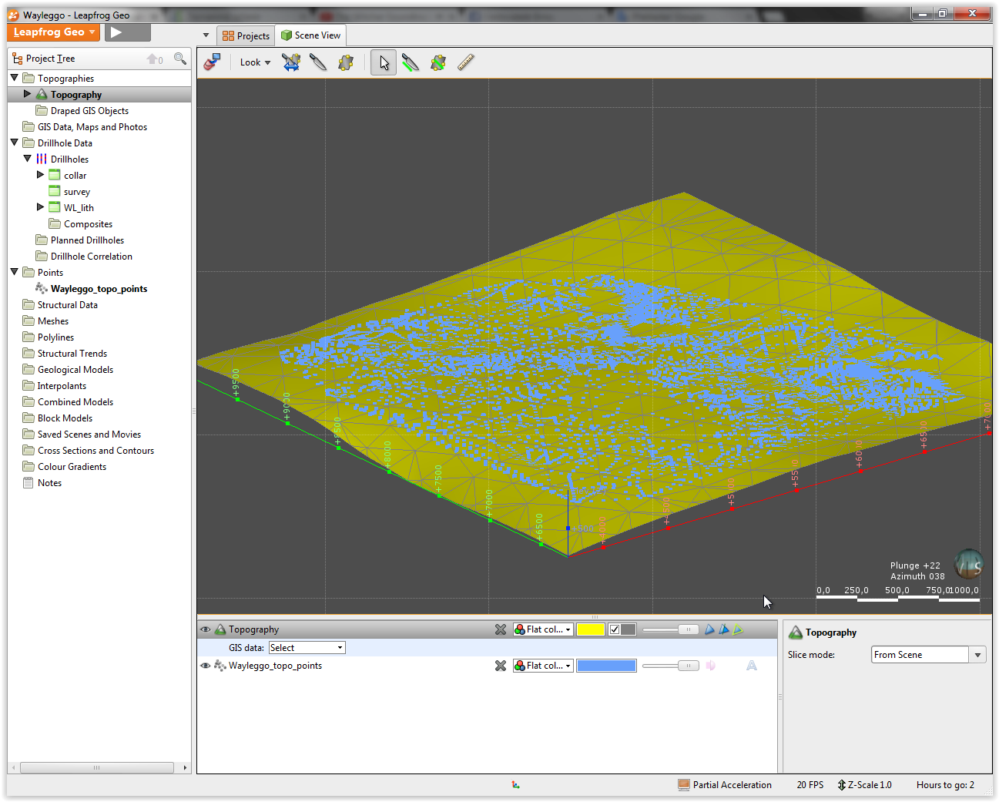 Wayleggo - Leapfrog Geo
Leapfrog Geo
Projects
Scene View
Project Tree
0
Look
Topographies
Topography
Draped GIS Objects
GIS Data, Maps and Photos
Drillhole Data
Drillholes
collar
survey
WL_lith
Composites
Planned Drillholes
Drillhole Correlation
Points
Wayleggo_topo_points
Structural Data
Meshes
Polylines
Structural Trends
Geological Models
Interpolants
Combined Models
Block Models
Saved Scenes and Movies
Cross Sections and Contours
Colour Gradients
Notes
+9500
+9000
+8500
+8000
+7500
+7000
+6500
+4500
+5000
+5500
+6000
+6500
+7000
Plunge +22
Azimuth 038
0,0 250,0 500,0 750,0 1000,0
Topography
Flat col...
GIS data: Select
Wayleggo_topo_points
Flat col...
Topography
Slice mode: From Scene
Partial Acceleration
20 FPS
Z-Scale 1.0
Hours to go: 2